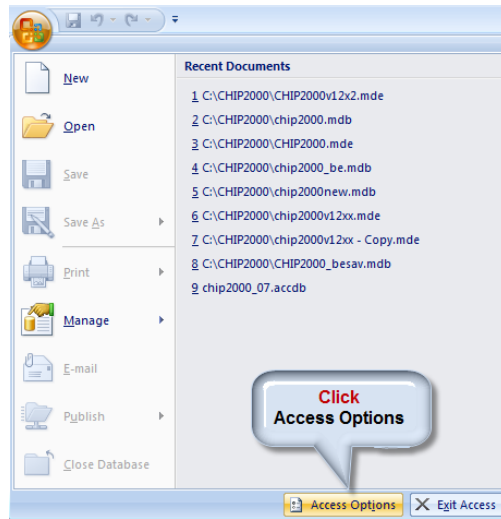 New
Open
Save
Save As
Print
Manage
E-mail
Publish
Close Database
Recent Documents
1 C:\CHIP2000\CHIP2000v12x2.mde
2 C:\CHIP2000\chip2000.mdb
3 C:\CHIP2000\CHIP2000.mde
4 C:\CHIP2000\chip2000_be.mdb
5 C:\CHIP2000\chip2000new.mdb
6 C:\CHIP2000\chip2000v12xx.mde
7 C:\CHIP2000\chip2000v12xx - Copy.mde
8 C:\CHIP2000\CHIP2000_besav.mdb
9 chip2000_07.accdb
Click
Access Options
Access Options
Exit Access